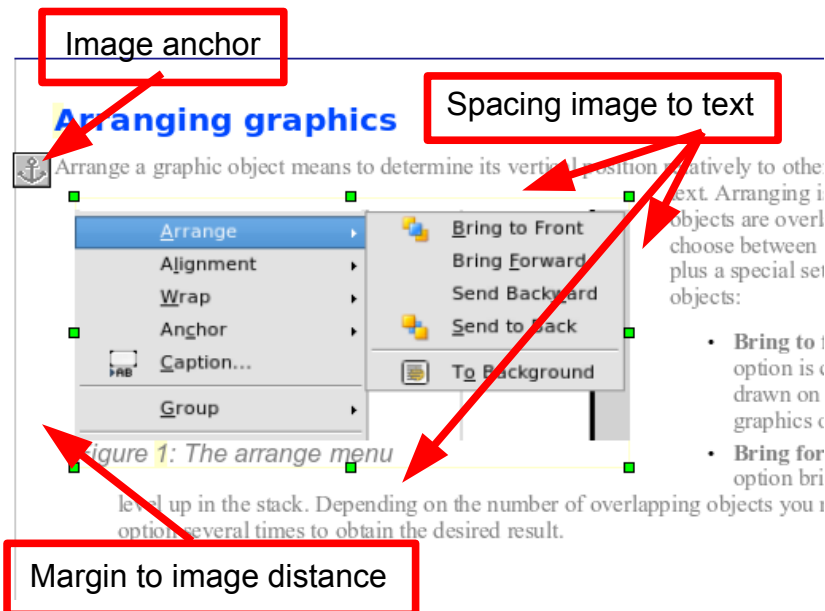 Image anchor
Spacing image to text
Arranging graphics
Arrange a graphic object means to determine its vertical position relatively to othe
text. Arranging is
objects are overl
choose between
plus a special set
objects:
Arrange
Alignment
Wrap
Anchor
Caption...
Group
Bring to Front
Bring Forward
Send Backward
Send to Back
To Background
Figure 1: The arrange menu
• Bring to f
option is c
drawn on
graphics o
• Bring for
option bri
level up in the stack. Depending on the number of overlapping objects you
option several times to obtain the desired result.
Margin to image distance